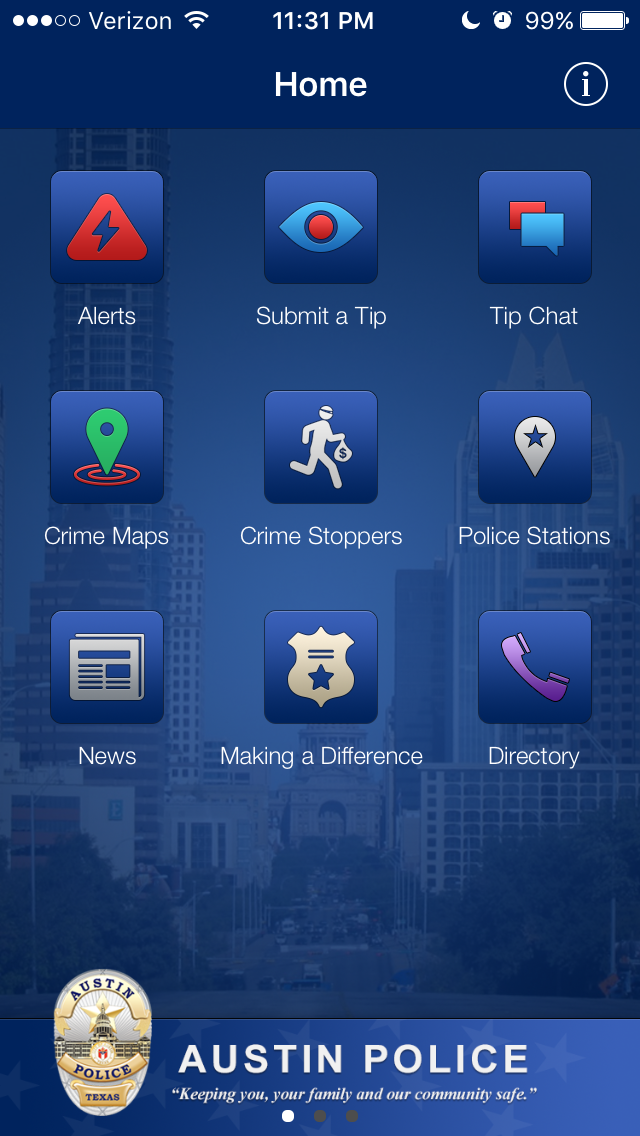 Verizon 11:31 PM 99%
Home i
Alerts Submit a Tip Tip Chat
$
Crime Maps Crime Stoppers Police Stations
News Making a Difference Directory
AUSTIN
POLICE
TEXAS
AUSTIN POLICE
“Keeping you, your family and our community safe.”